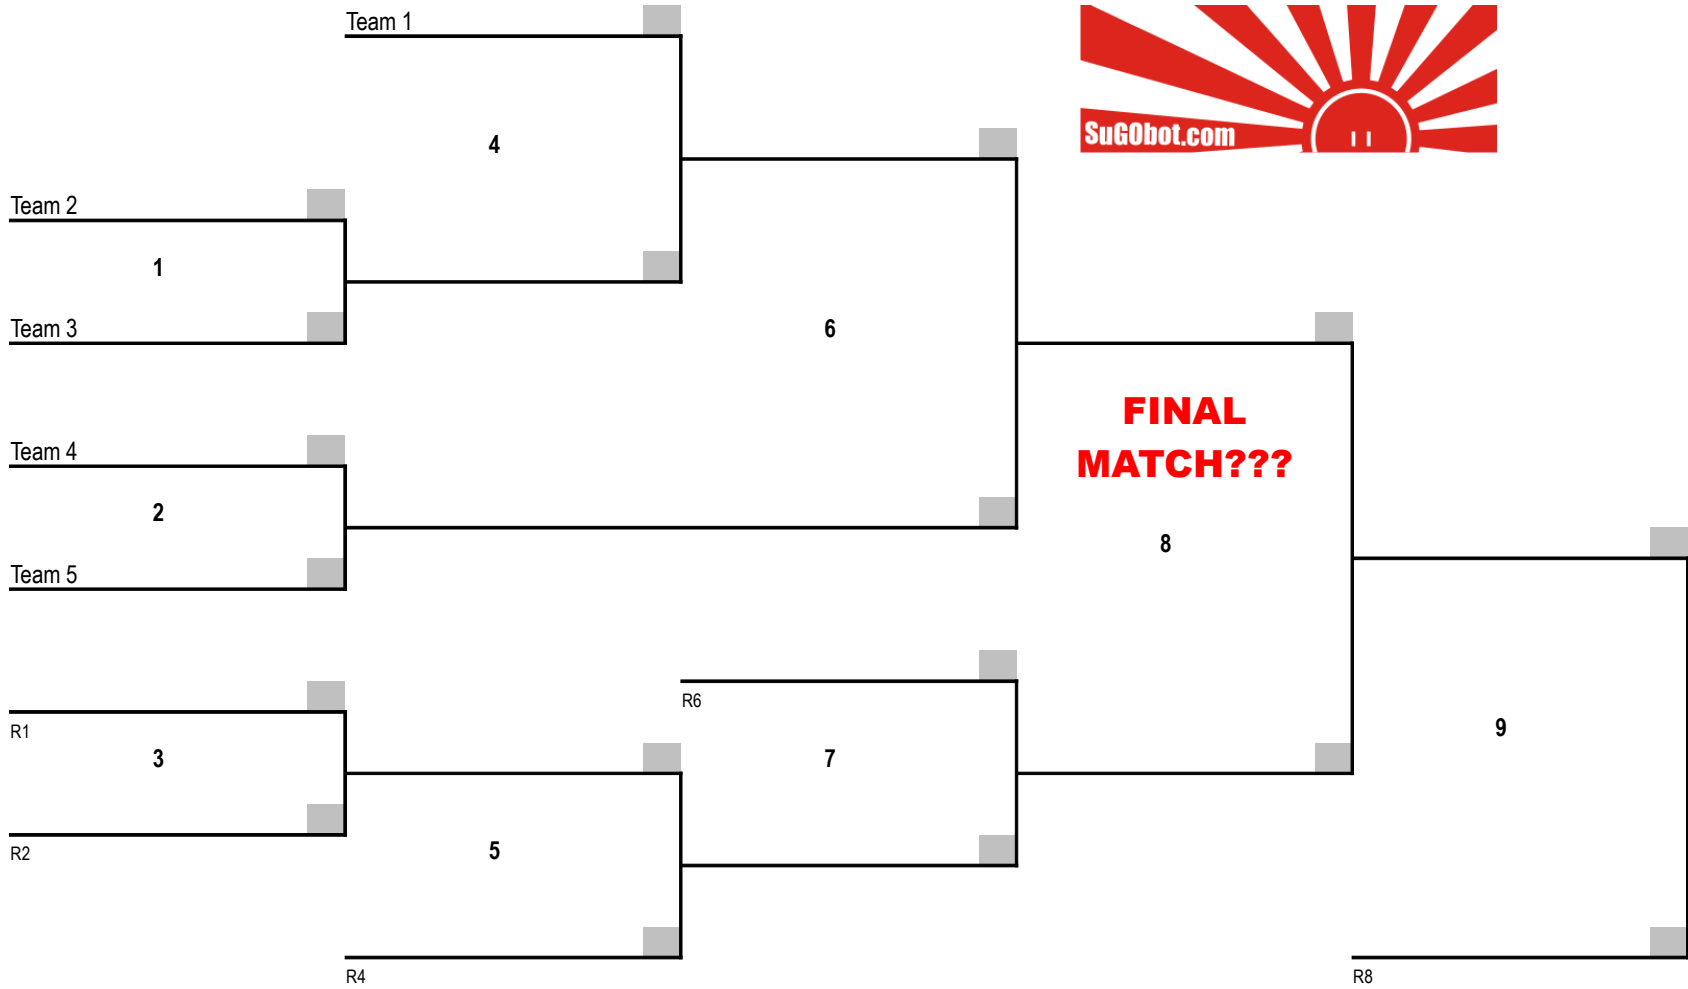 Team 1
SuGObot.com
4
Team 2
1
Team 3
6
FINAL
MATCH???
Team 4
2
8
Team 5
R6
R1
3
7
9
R2
5
R4
R8